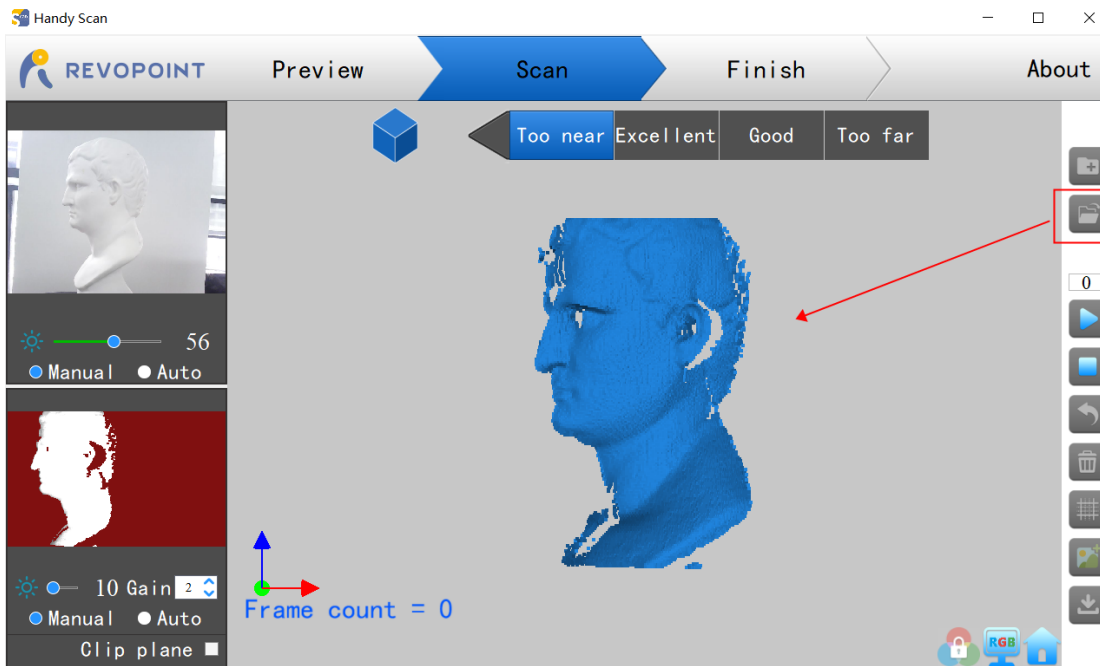 Handy Scan
REVOPOINT
Preview
Scan
Finish
About
Too near
Excellent
Good
Too far
56
Manual
Auto
0
10 Gain 2
Manual
Auto
Clip plane
Frame count = 0
RGB